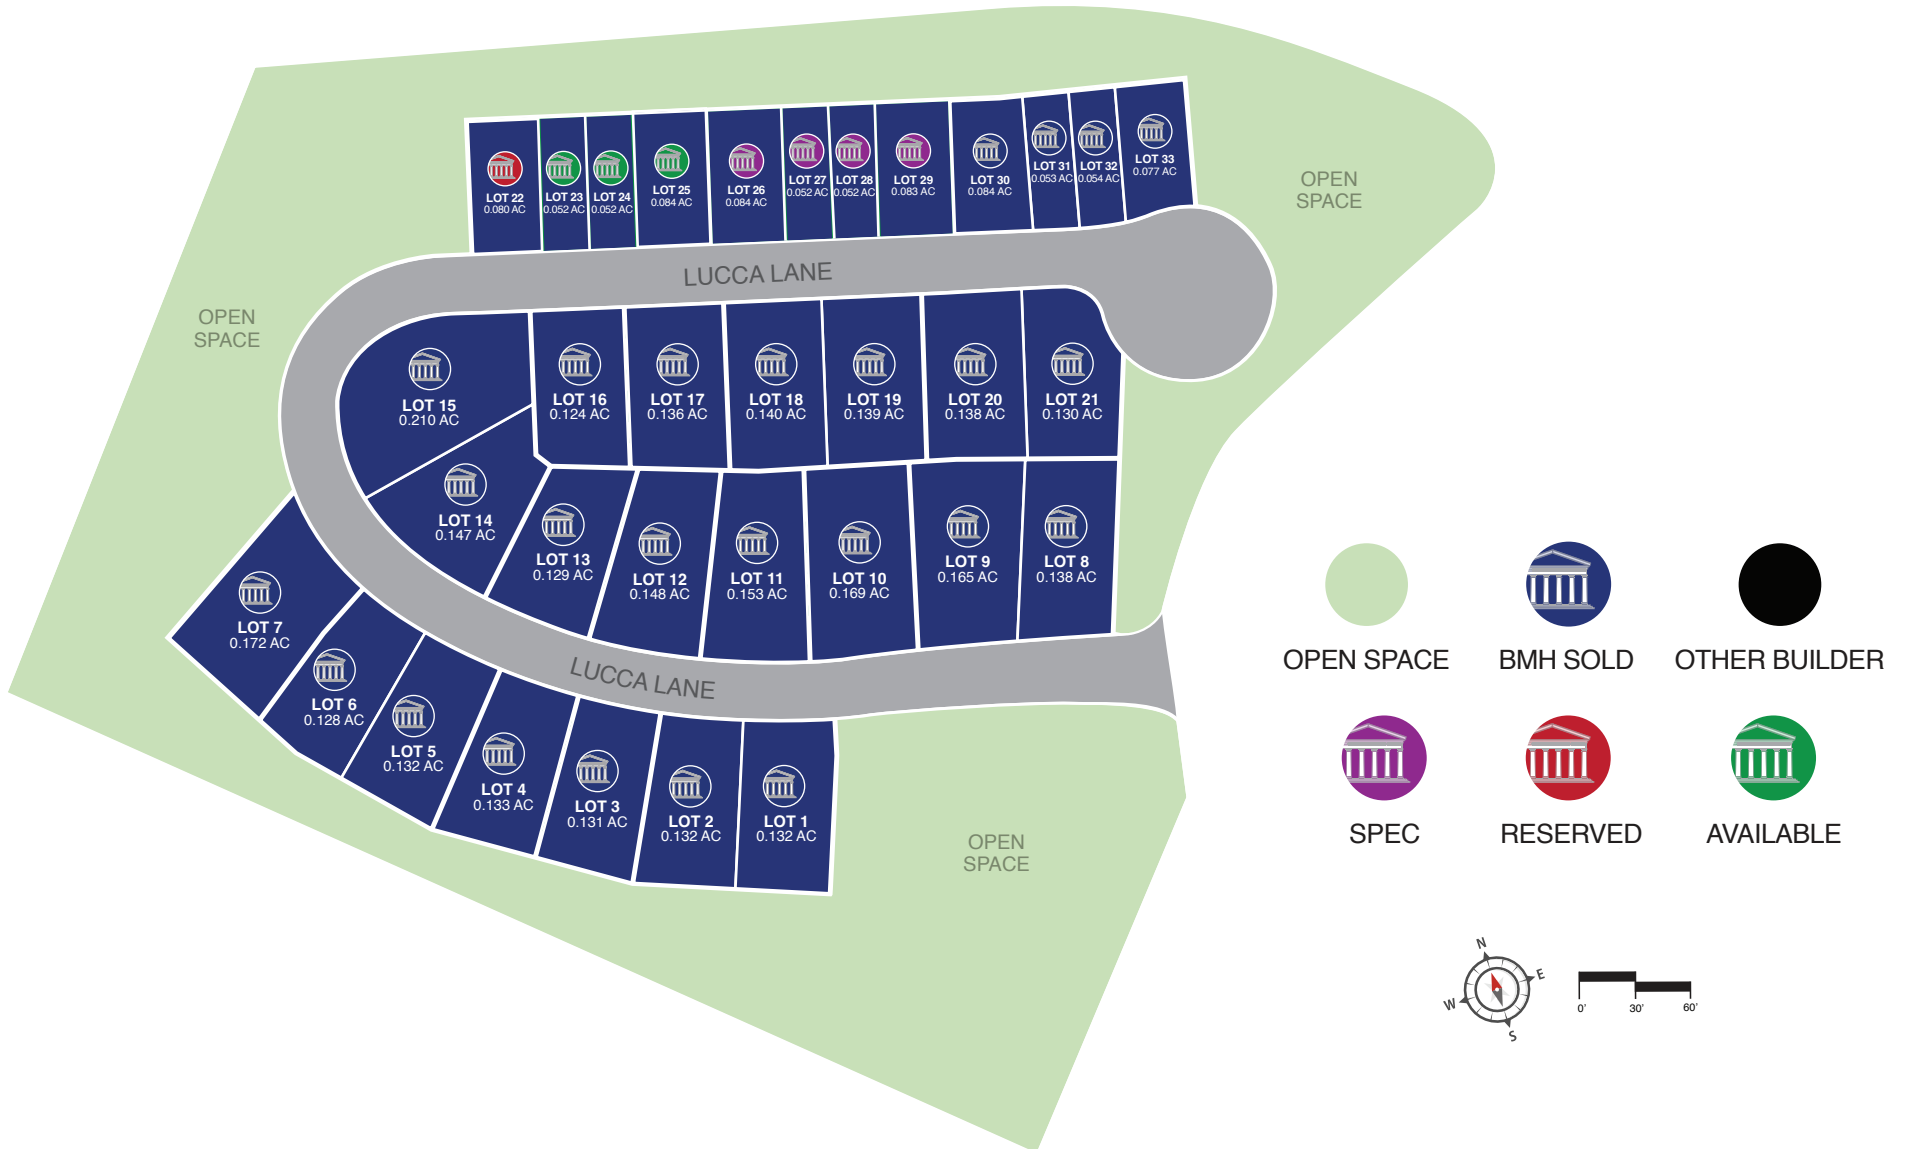 LOT 22
0.080 AC
LOT 23
0.052 AC
LOT 24
0.052 AC
LOT 25
0.084 AC
LOT 26
0.084 AC
LOT 27
0.052 AC
LOT 28
0.052 AC
LOT 29
0.083 AC
LOT 30
0.084 AC
LOT 31
0.053 AC
LOT 32
0.054 AC
LOT 33
0.077 AC
OPEN
SPACE
LUCCA LANE
OPEN
SPACE
LOT 15
0.210 AC
LOT 16
0.124 AC
LOT 17
0.136 AC
LOT 18
0.140 AC
LOT 19
0.139 AC
LOT 20
0.138 AC
LOT 21
0.130 AC
LOT 14
0.147 AC
LOT 13
0.129 AC
LOT 12
0.148 AC
LOT 11
0.153 AC
LOT 10
0.169 AC
LOT 9
0.165 AC
LOT 8
0.138 AC
LOT 7
0.172 AC
LOT 6
0.128 AC
LOT 5
0.132 AC
LOT 4
0.133 AC
LOT 3
0.131 AC
LOT 2
0.132 AC
LOT 1
0.132 AC
LUCCA LANE
OPEN
SPACE
OPEN SPACE
BMH SOLD
OTHER BUILDER
SPEC
RESERVED
AVAILABLE
N
E
W
S
0'
30'
60'